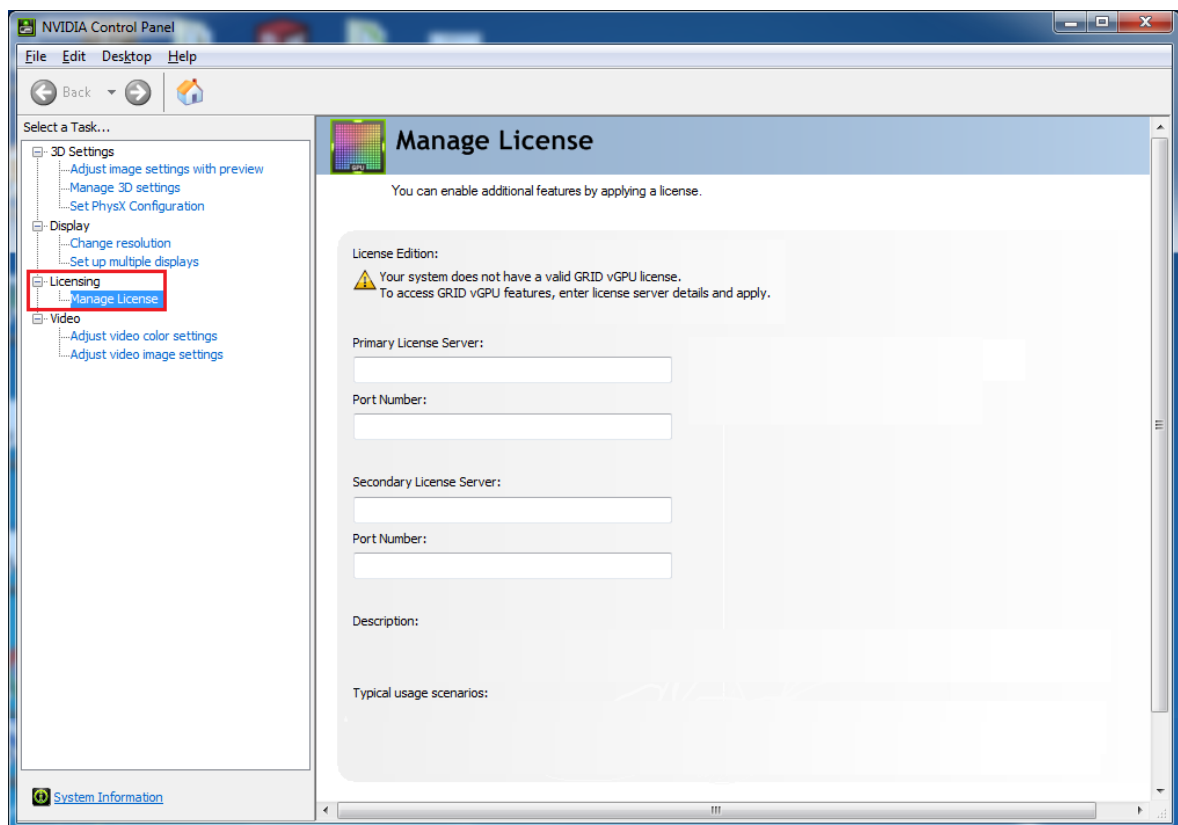 NVIDIA Control Panel
File Edit Desktop Help
Back
Select a Task...
3D Settings
Adjust image settings with preview
Manage 3D settings
Set PhysX Configuration
Display
Change resolution
Set up multiple displays
Licensing
Manage License
Video
Adjust video color settings
Adjust video image settings
System Information
GPU
Manage License
You can enable additional features by applying a license.
License Edition:
Your system does not have a valid GRID vGPU license.
To access GRID vGPU features, enter license server details and apply.
Primary License Server:
Port Number:
Secondary License Server:
Port Number:
Description:
Typical usage scenarios: